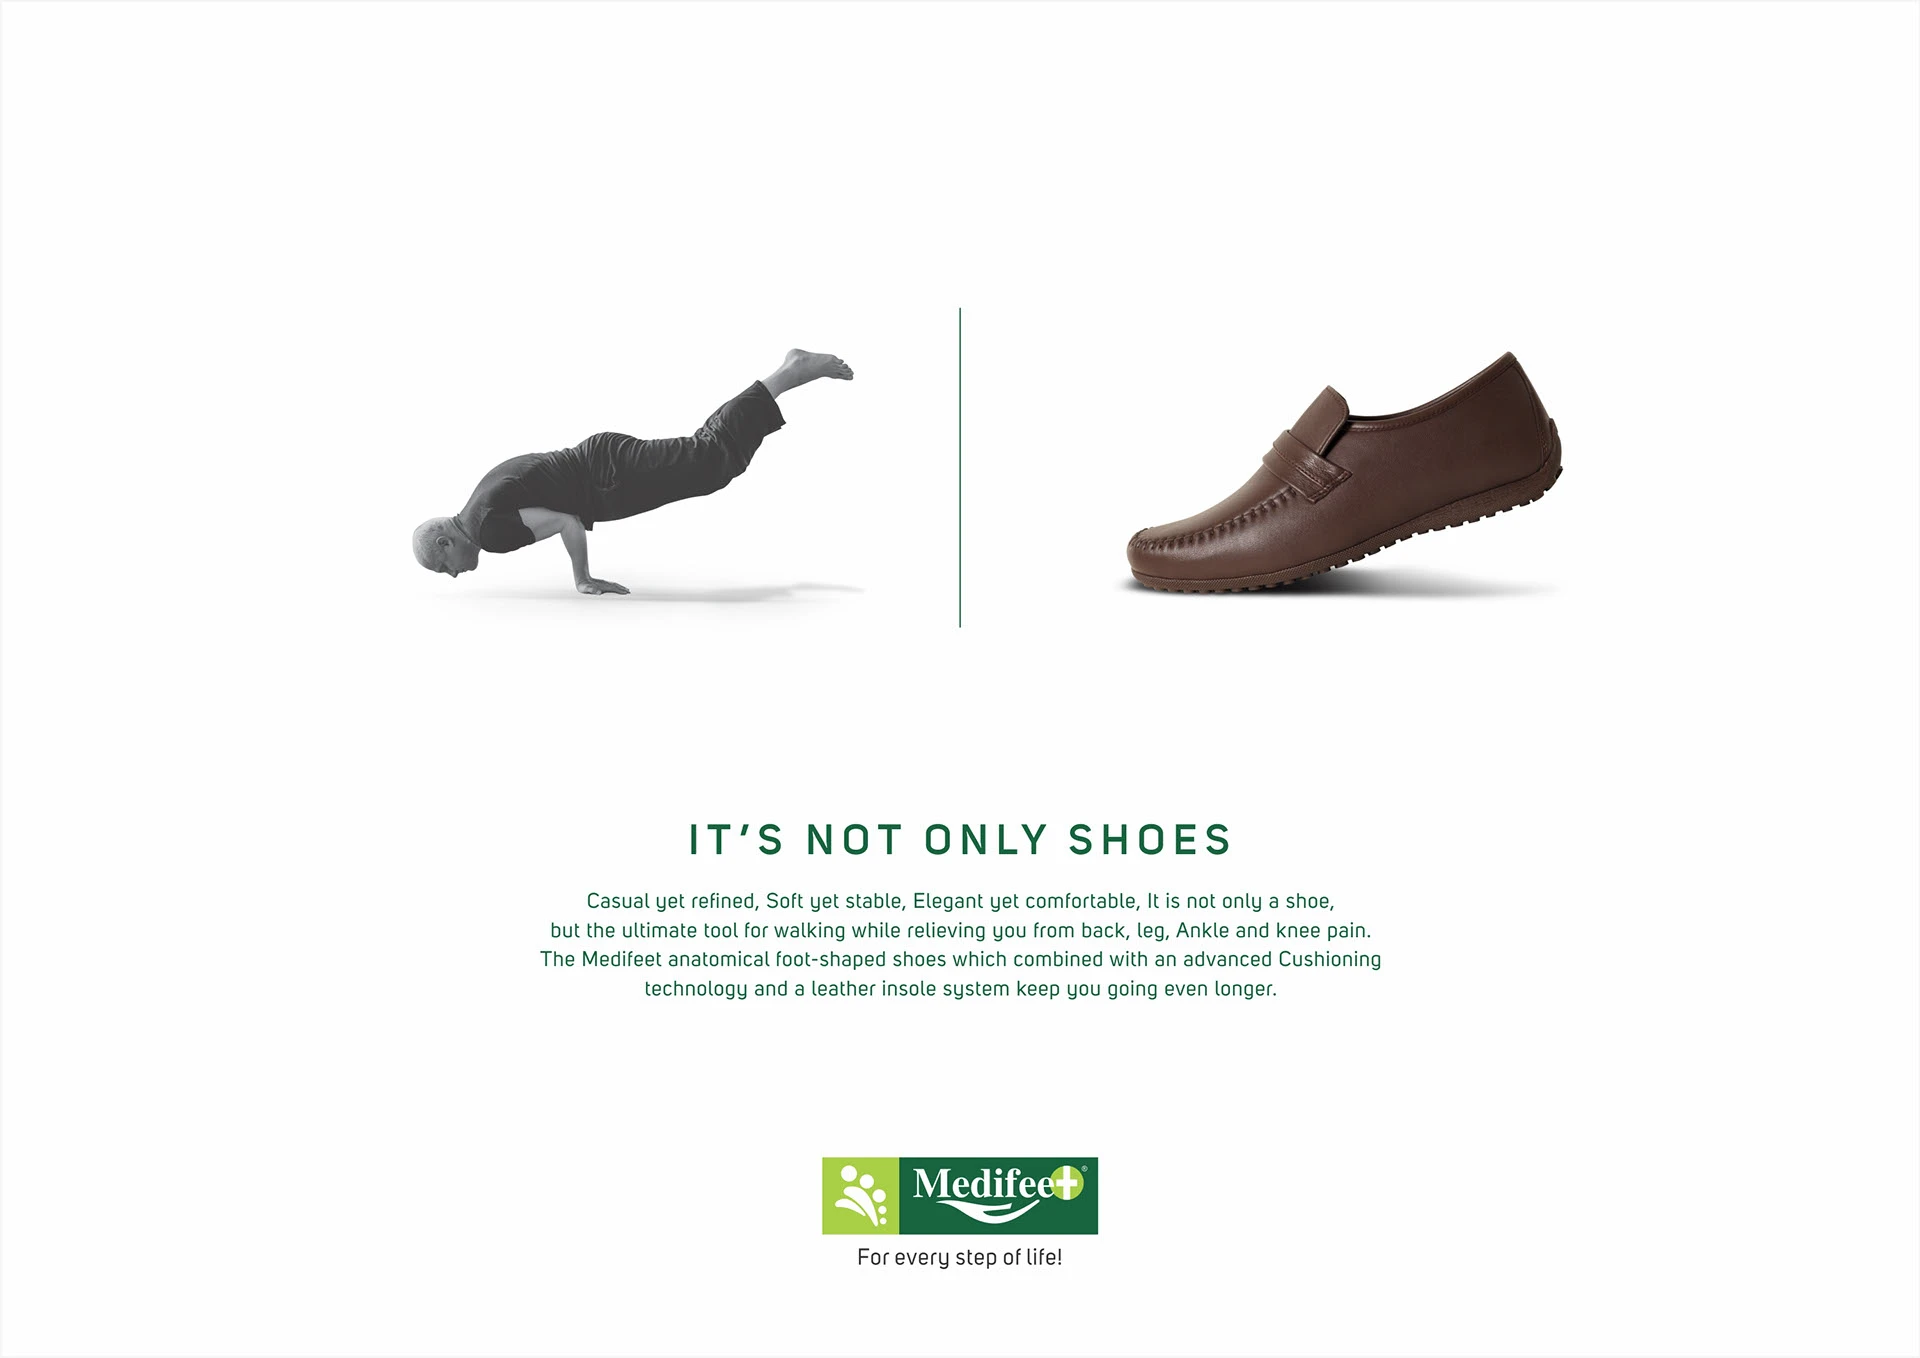 IT’S NOT ONLY SHOES
Casual yet refined, Soft yet stable, Elegant yet comfortable, It is not only a shoe,
but the ultimate tool for walking while relieving you from back, leg, Ankle and knee pain.
The Medifeet anatomical foot-shaped shoes which combined with an advanced Cushioning
technology and a leather insole system keep you going even longer.
Medifeet®
For every step of life!